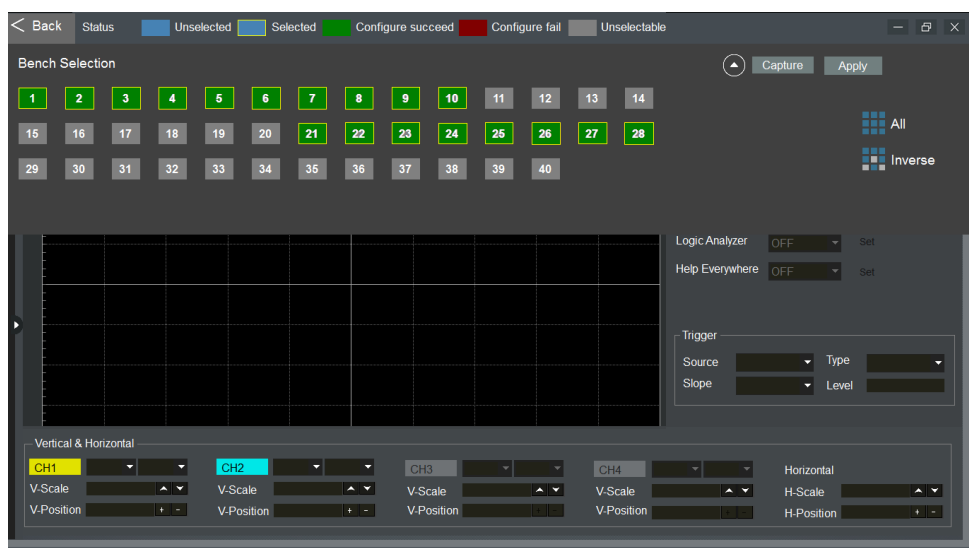 Back Status Unselected Selected Configure succeed Configure fail Unselectable
Bench Selection Capture Apply
1 2 3 4 5 6 7 8 9 10 11 12 13 14
All
15 16 17 18 19 20 21 22 23 24 25 26 27 28
Inverse
29 30 31 32 33 34 35 36 37 38 39 40
Logic Analyzer OFF Set
Help Everywhere OFF Set
Trigger
Source Type
Slope Level
Vertical & Horizontal
CH1 CH2 CH3 CH4 Horizontal
V-Scale V-Scale V-Scale V-Scale H-Scale
V-Position + - V-Position + - V-Position + - V-Position + - H-Position + -